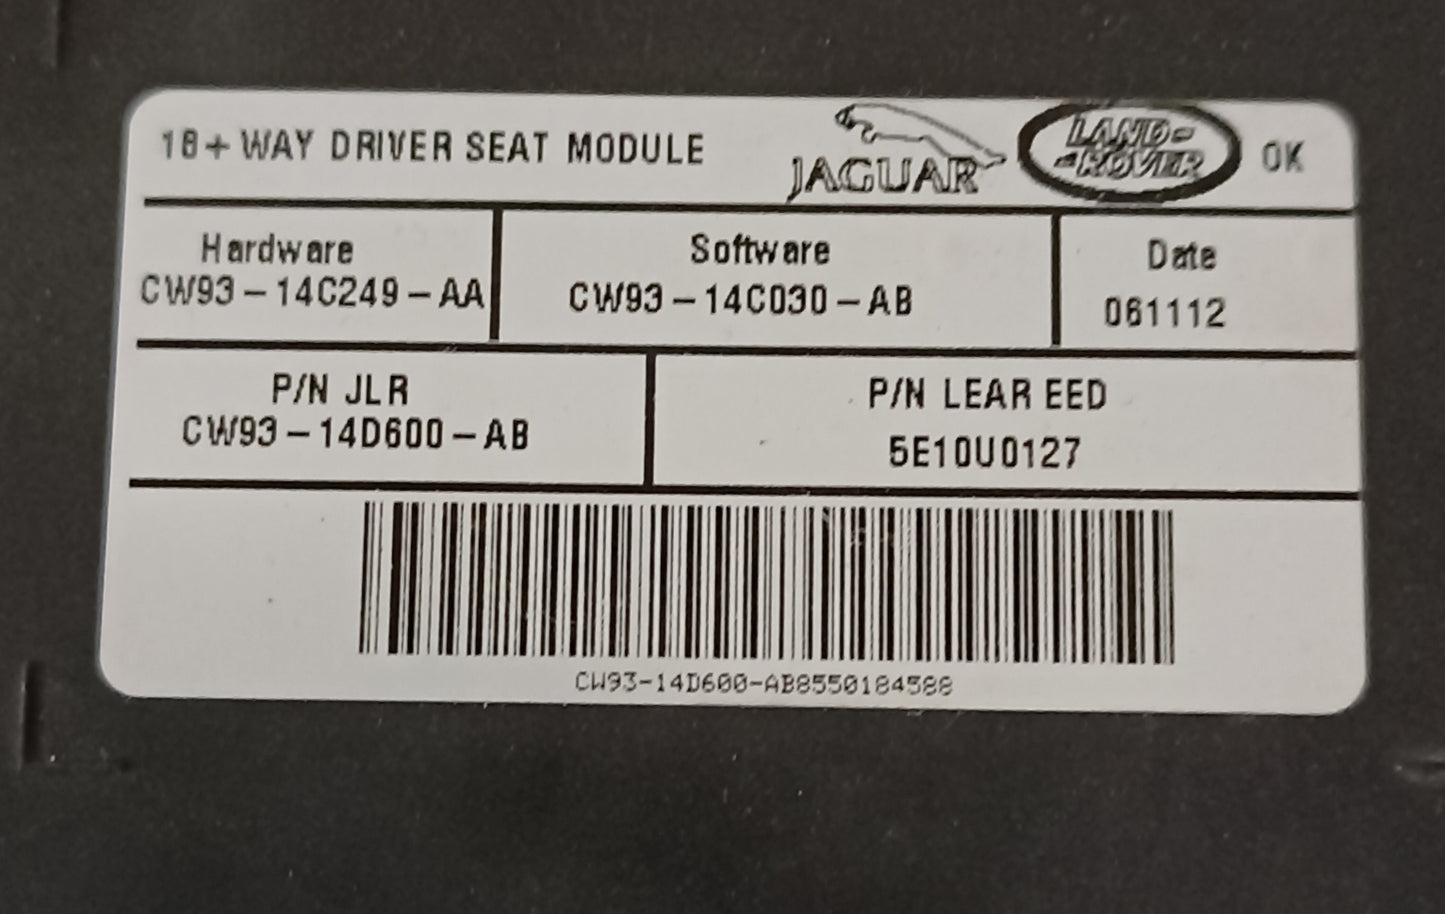 18+ WAY DRIVER SEAT MODULE
JAGUAR
LAND-
-ROVER
OK
Hardware
CW93-14C249-AA
Software
CW93-14C030-AB
Date
061112
P/N JLR
CW93-14D600-AB
P/N LEAR EED
5E10U0127
CW93-14D600-AB8550184588